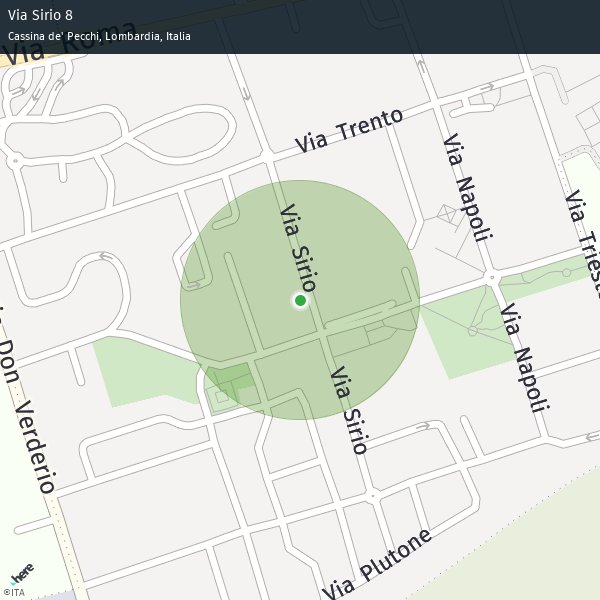 Via Sirio 8
Cassina de' Pecchi, Lombardia, Italia
Via Roma
Via Trento
Via Napoli
Via Sirio
Via Trieste
Via Napoli
Don Verderio
Via Sirio
Via Plutone
here
©ITA